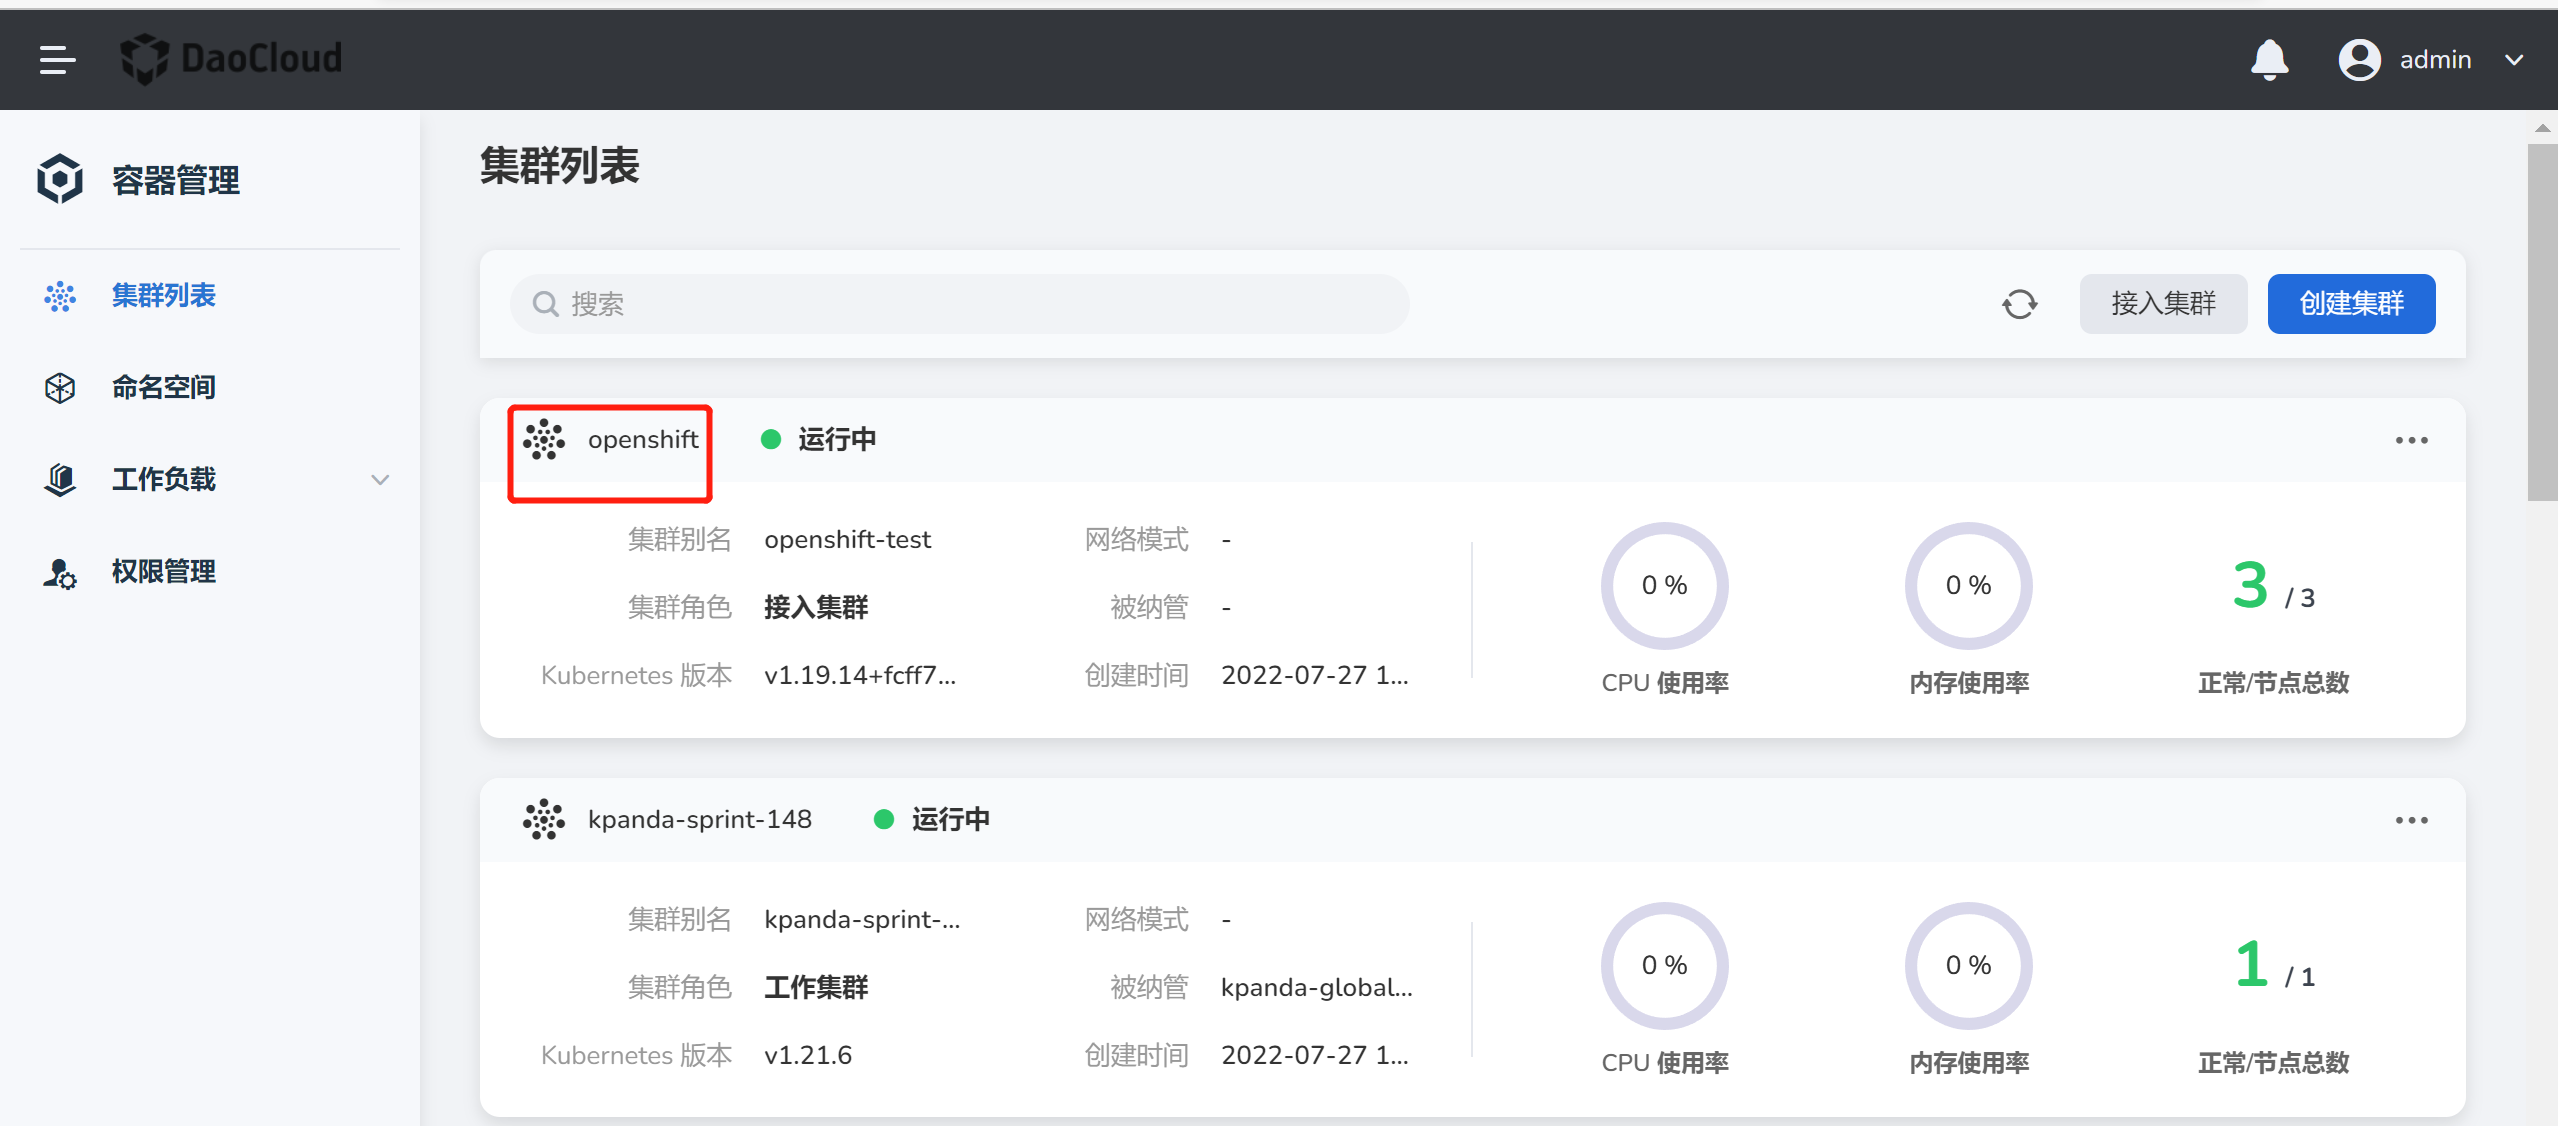 DaoCloud
admin
容器管理
集群列表
命名空间
工作负载
权限管理
集群列表
搜索
接入集群
创建集群
openshift
运行中
集群别名 openshift-test 网络模式 -
集群角色 接入集群 被纳管 -
Kubernetes 版本 v1.19.14+fcff7... 创建时间 2022-07-27 1...
0 %
CPU 使用率
0 %
内存使用率
3 / 3
正常/节点总数
kpanda-sprint-148
运行中
集群别名 kpanda-sprint-... 网络模式 -
集群角色 工作集群 被纳管 kpanda-global...
Kubernetes 版本 v1.21.6 创建时间 2022-07-27 1...
0 %
CPU 使用率
0 %
内存使用率
1 / 1
正常/节点总数